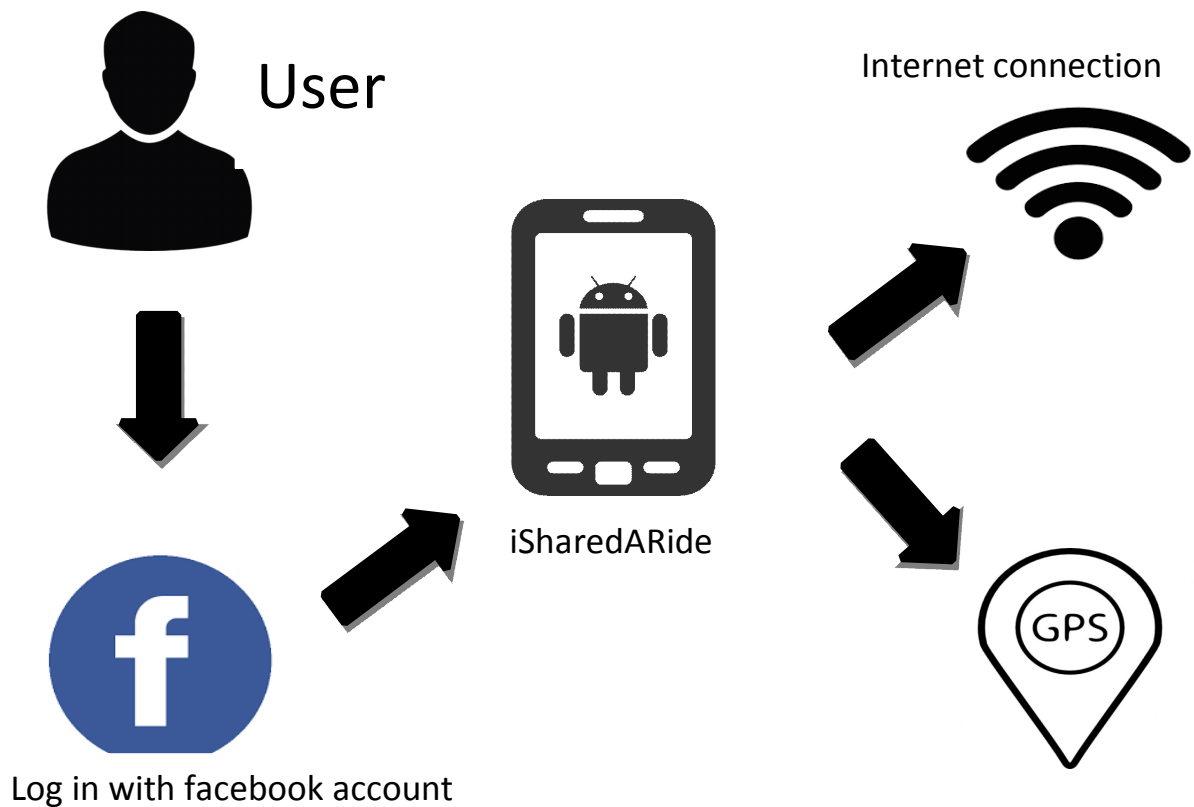 User
Internet connection
iSharedARide
f
GPS
Log in with facebook account